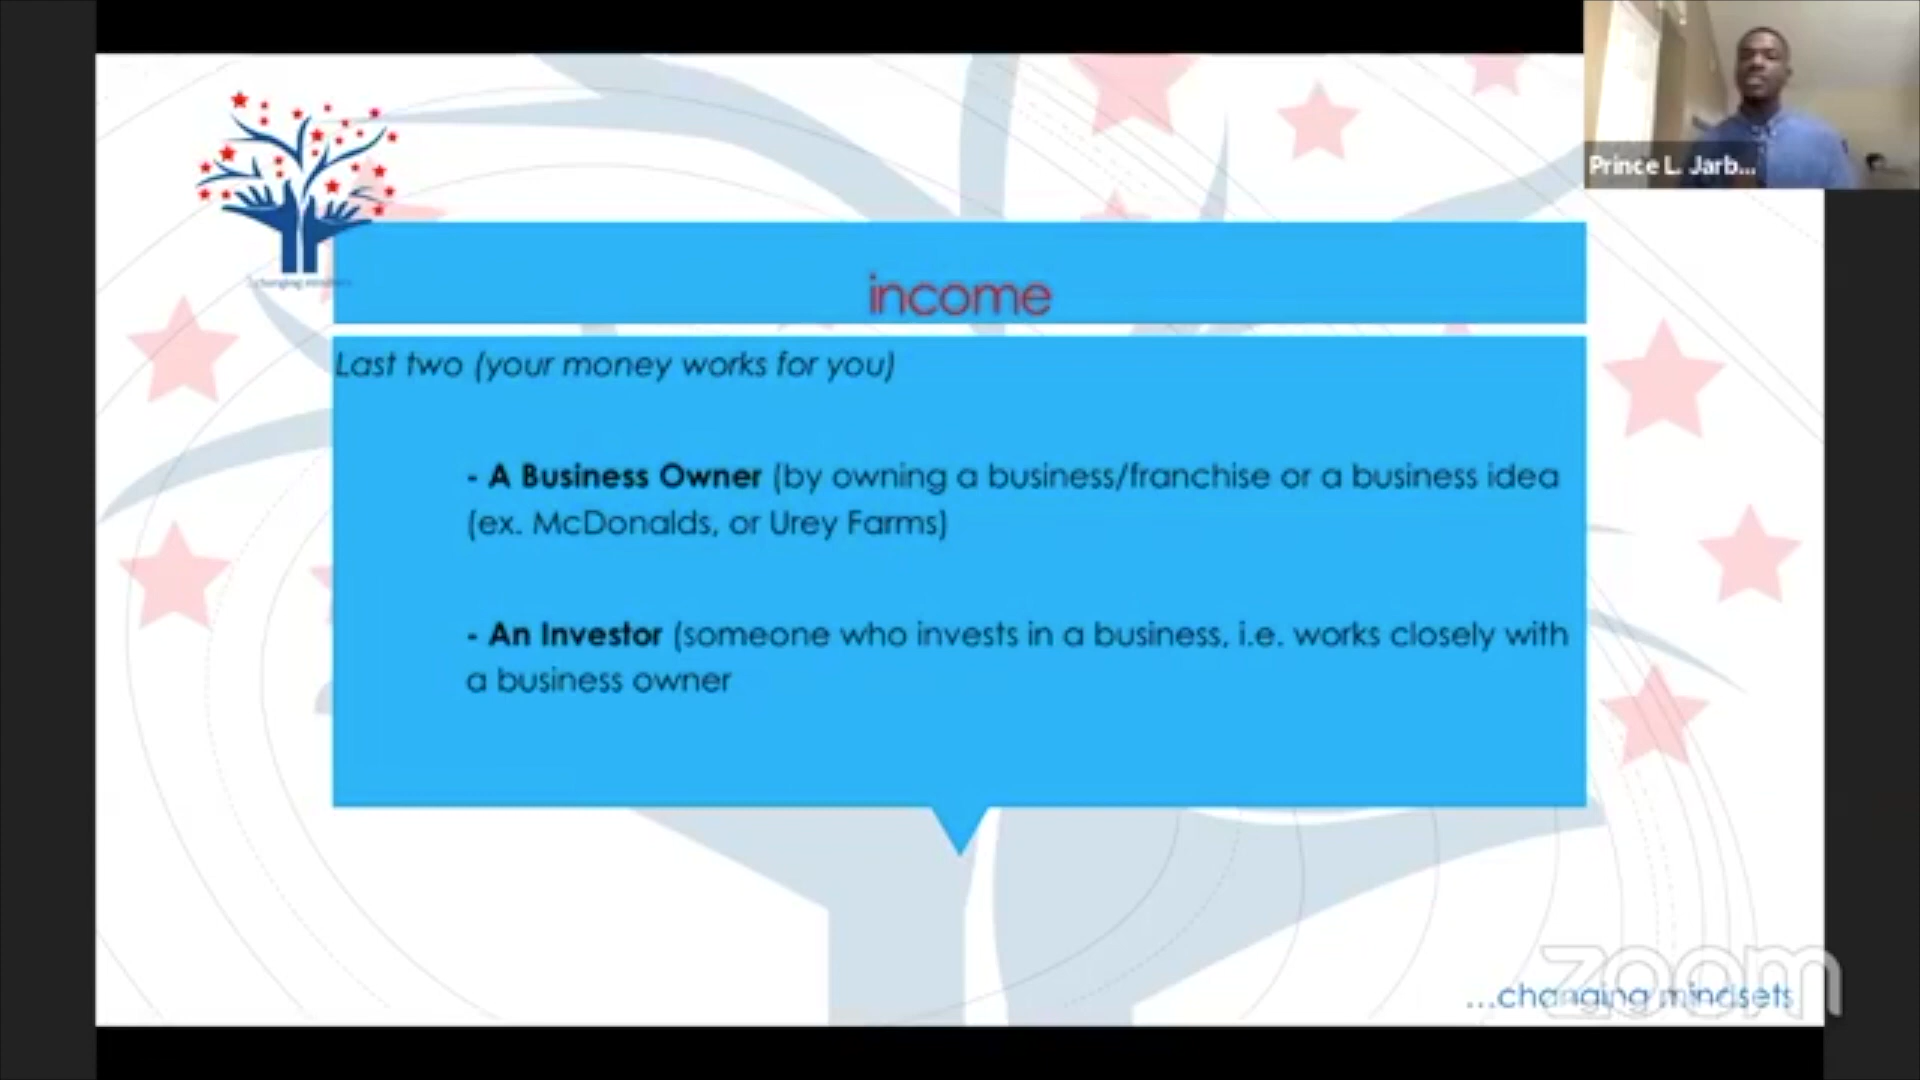 Prince L. Jarb...
income
Last two (your money works for you)
- A Business Owner (by owning a business/franchise or a business idea
(ex. McDonalds, or Urey Farms)
- An Investor (someone who invests in a business, i.e. works closely with
a business owner
...changing mindsets
zoom